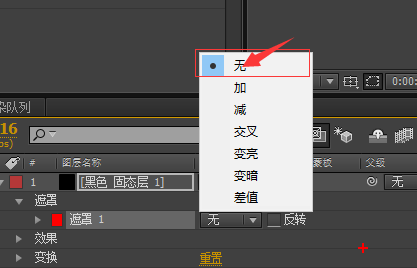 无
加
减
交叉
变亮
变暗
差值
0:00:
染队列
16
ps)
# 图层名称 蒙板 父级
1 [黑色 固态层 1] 无
遮罩
遮罩 1 无 反转
效果
变换 重置